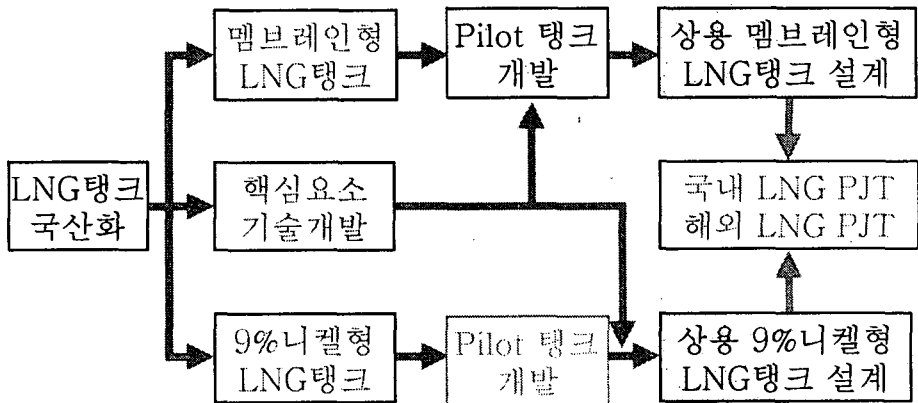 멤브레인형
LNG탱크
Pilot 탱크
개발
상용 멤브레인형
LNG탱크 설계
LNG탱크
국산화
핵심요소
기술개발
국내 LNG PJT
해외 LNG PJT
9%니켈형
LNG탱크
Pilot 탱크
개발
상용 9%니켈형
LNG탱크 설계